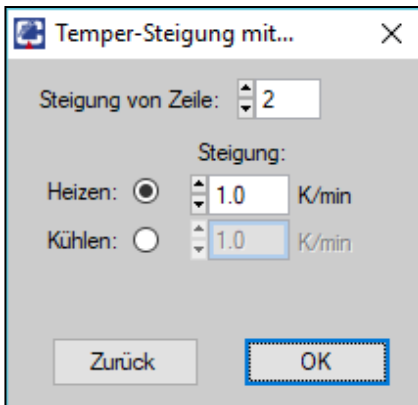 Temper-Steigung mit...
Steigung von Zeile: 2
Steigung:
Heizen: 1.0 K/min
Kühlen: 1.0 K/min
Zurück OK